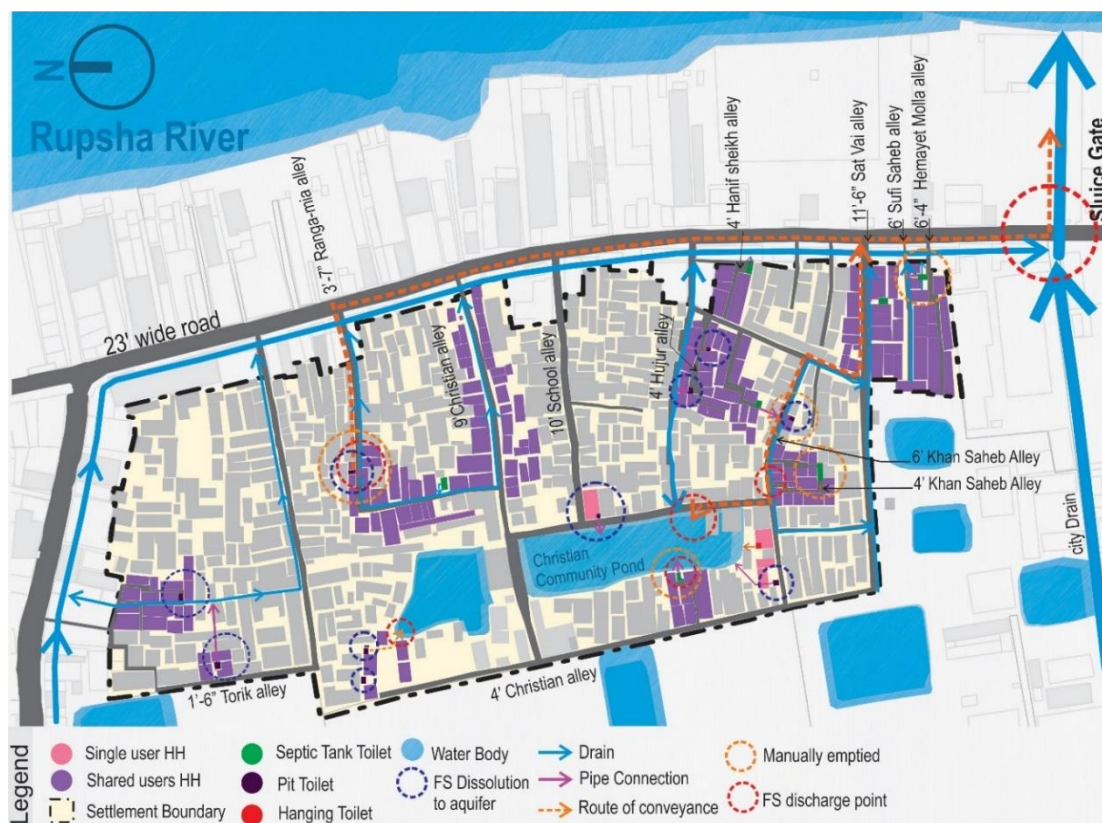 N
Rupsha River
23' wide road
3'-7" Ranga-mia alley
9' Christian alley
10' School alley
4' Hujur alley
4' Hanif sheikh alley
11'-6" Sat Vai alley
6' Sufi Saheb alley
6'-4" Hemayet Molla alley
Sluice Gate
6' Khan Saheb Alley
4' Khan Saheb Alley
city Drain
Christian
Community Pond
1'-6" Torik alley
4' Christian alley
Legend
Single user HH
Shared users HH
Settlement Boundary
Septic Tank Toilet
Pit Toilet
Hanging Toilet
Water Body
FS Dissolution
to aquifer
Drain
Pipe Connection
Route of conveyance
Manually emptied
FS discharge point